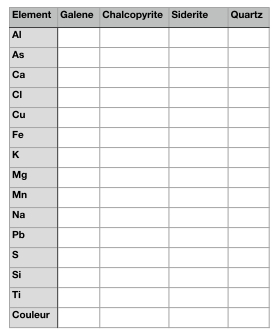 Element Galene Chalcopyrite Siderite Quartz
Al
As
Ca
Cl
Cu
Fe
K
Mg
Mn
Na
Pb
S
Si
Ti
Couleur